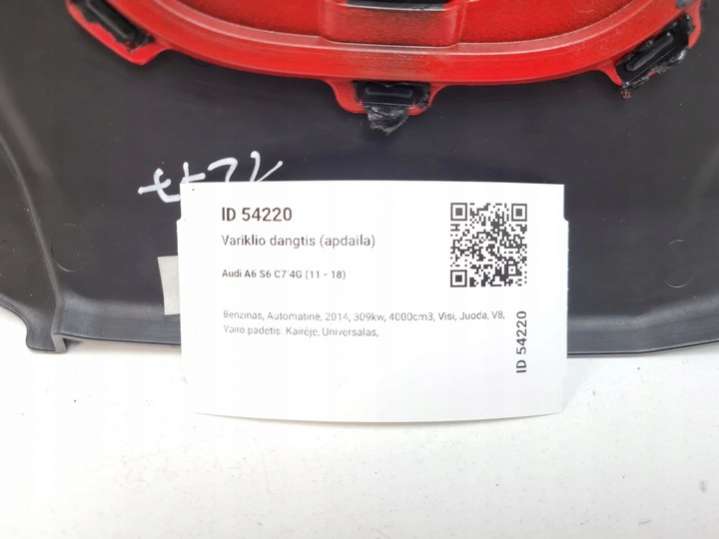 ID 54220
Variklio dangtis (apdaila)
Audi A6 S6 C7 4G (11 - 18)
Benzinas, Automatinė, 2014, 309kw, 4000cm3, Visi, Juoda, V8,
Vairo padėtis: Kairėje, Universalas,
ID 54220